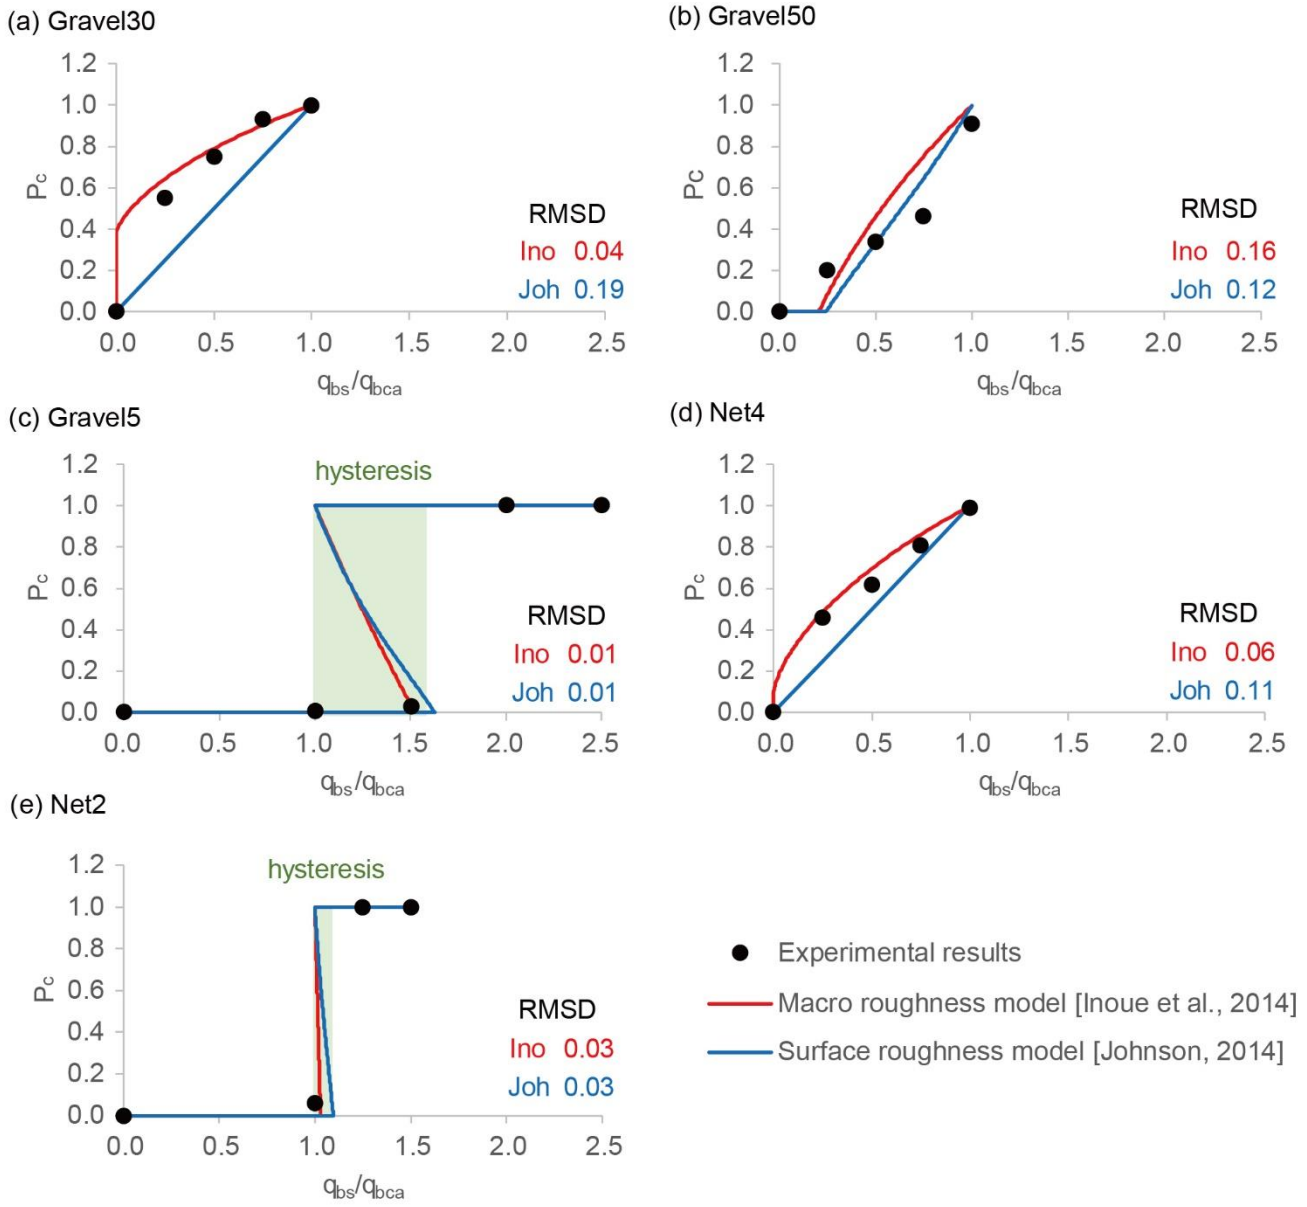 (a) Gravel30
1.2
1.0
0.8
0.6
0.4
0.2
0.0
Pc
RMSD
Ino 0.04
Joh 0.19
0.0 0.5 1.0 1.5 2.0 2.5
qbs/qbca
(b) Gravel50
1.2
1.0
0.8
0.6
0.4
0.2
0.0
Pc
RMSD
Ino 0.16
Joh 0.12
0.0 0.5 1.0 1.5 2.0 2.5
qbs/qbca
(c) Gravel5
hysteresis
1.2
1.0
0.8
0.6
0.4
0.2
0.0
Pc
RMSD
Ino 0.01
Joh 0.01
0.0 0.5 1.0 1.5 2.0 2.5
qbs/qbca
(d) Net4
1.2
1.0
0.8
0.6
0.4
0.2
0.0
Pc
RMSD
Ino 0.06
Joh 0.11
0.0 0.5 1.0 1.5 2.0 2.5
qbs/qbca
(e) Net2
hysteresis
1.2
1.0
0.8
0.6
0.4
0.2
0.0
Pc
RMSD
Ino 0.03
Joh 0.03
0.0 0.5 1.0 1.5 2.0 2.5
qbs/qbca
Experimental results
Macro roughness model [Inoue et al., 2014]
Surface roughness model [Johnson, 2014]